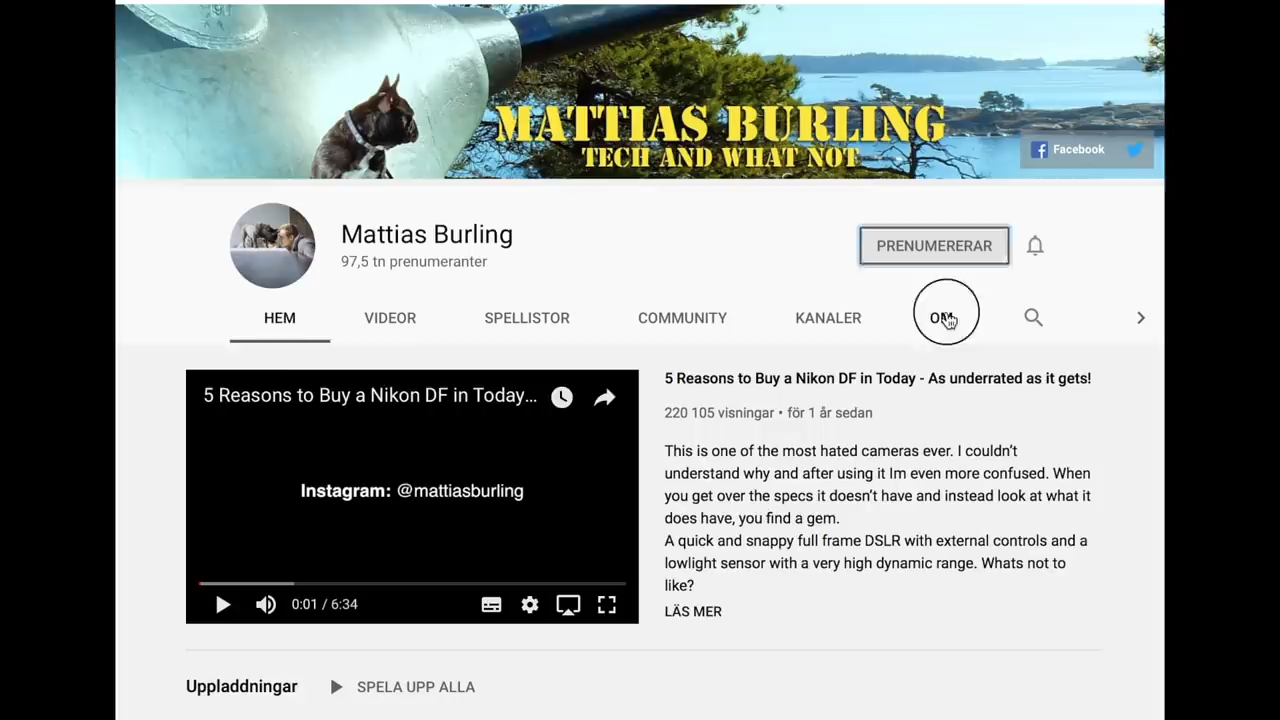 MATTIAS BURLING
TECH AND WHAT NOT
Facebook
Mattias Burling
97,5 tn prenumeranter
PRENUMERERAR
HEM
VIDEOR
SPELLISTOR
COMMUNITY
KANALER
OM
5 Reasons to Buy a Nikon DF in Today...
Instagram: @mattiasburling
0:01 / 6:34
5 Reasons to Buy a Nikon DF in Today - As underrated as it gets!
220 105 visningar • för 1 år sedan
This is one of the most hated cameras ever. I couldn't
understand why and after using it Im even more confused. When
you get over the specs it doesn't have and instead look at what it
does have, you find a gem.
A quick and snappy full frame DSLR with external controls and a
lowlight sensor with a very high dynamic range. Whats not to
like?
LÄS MER
Uppladdningar
SPELA UPP ALLA